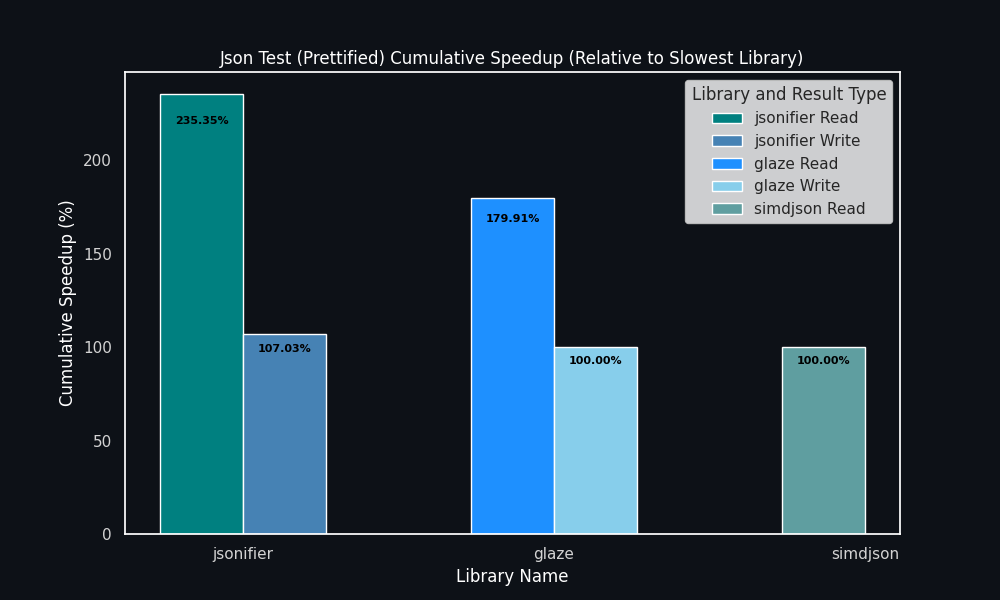 Json Test (Prettified) Cumulative Speedup (Relative to Slowest Library)
Library and Result Type
jsonifier Read
jsonifier Write
glaze Read
glaze Write
simdjson Read
235.35%
107.03%
179.91%
100.00%
100.00%
Cumulative Speedup (%)
200
150
100
50
0
jsonifier
glaze
simdjson
Library Name